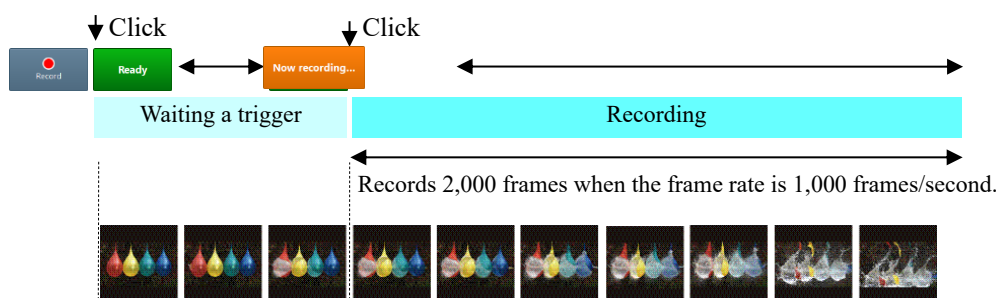 Click
Click
Record
Ready
Now recording...
Waiting a trigger
Recording
Records 2,000 frames when the frame rate is 1,000 frames/second.